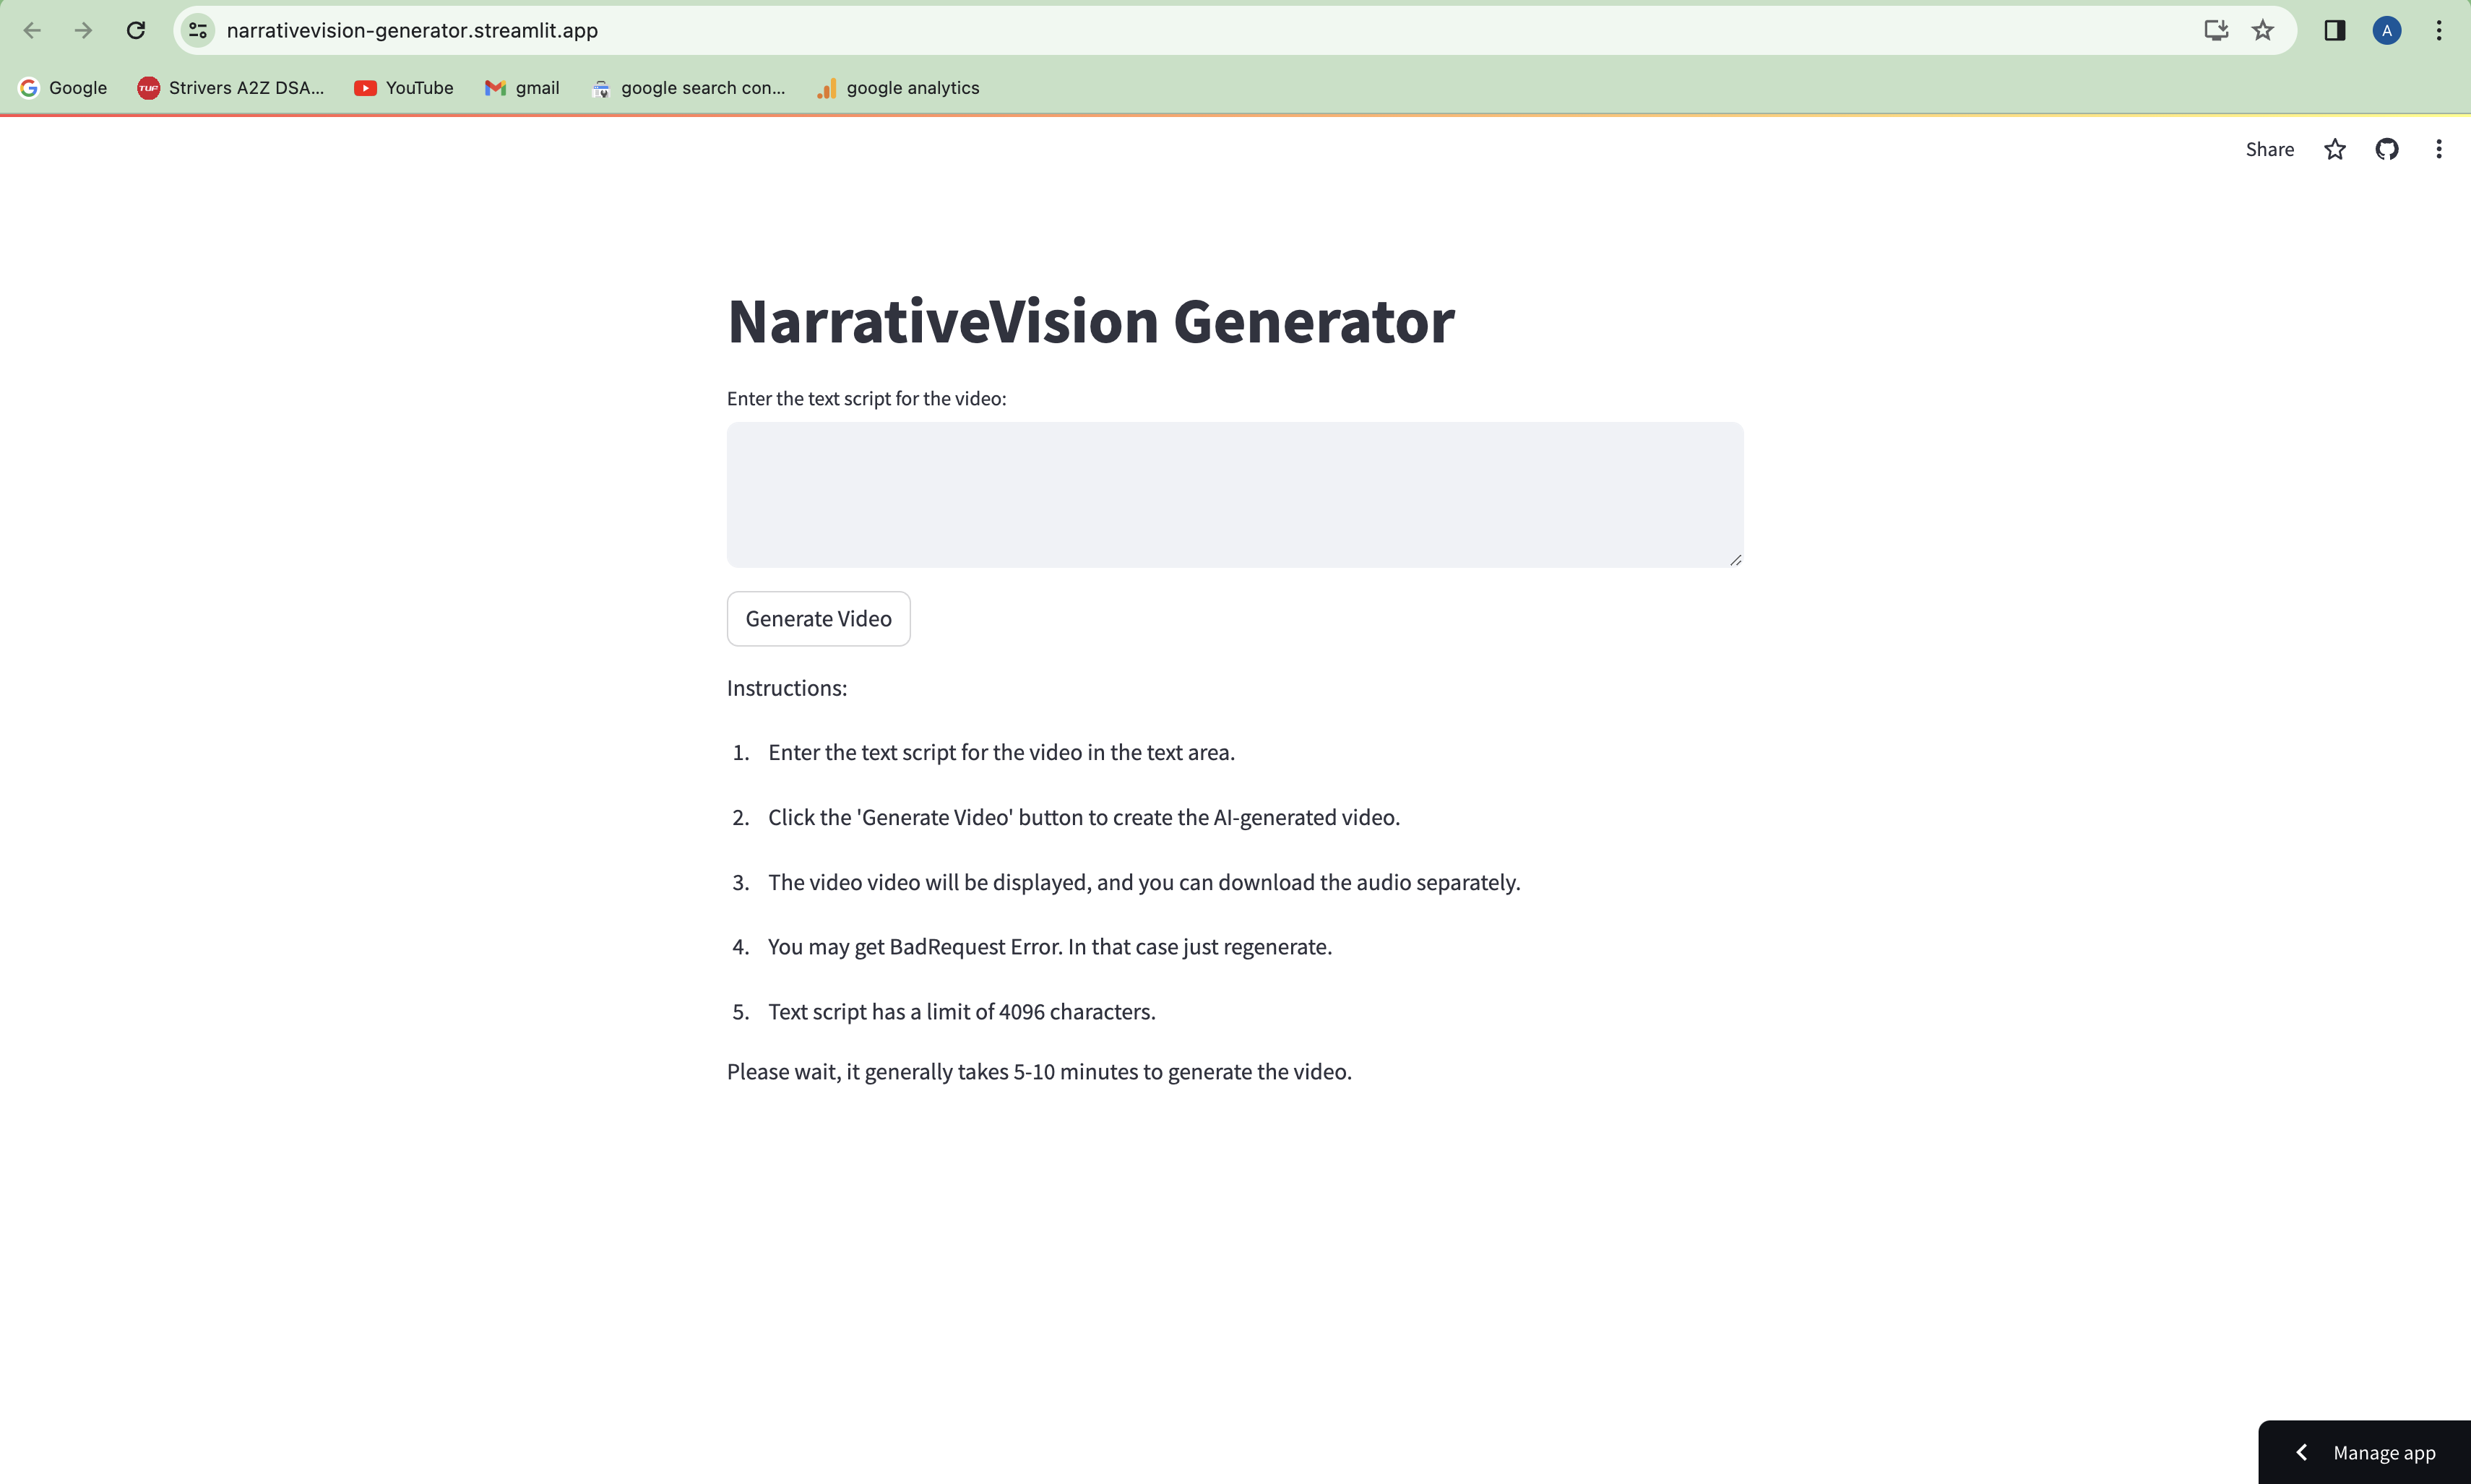 narrativevision-generator.streamlit.app
A
Google
TUF
Strivers A2Z DSA...
YouTube
gmail
google search con...
google analytics
Share
NarrativeVision Generator
Enter the text script for the video:
Generate Video
Instructions:
1. Enter the text script for the video in the text area.
2. Click the 'Generate Video' button to create the AI-generated video.
3. The video video will be displayed, and you can download the audio separately.
4. You may get BadRequest Error. In that case just regenerate.
5. Text script has a limit of 4096 characters.
Please wait, it generally takes 5-10 minutes to generate the video.
Manage app